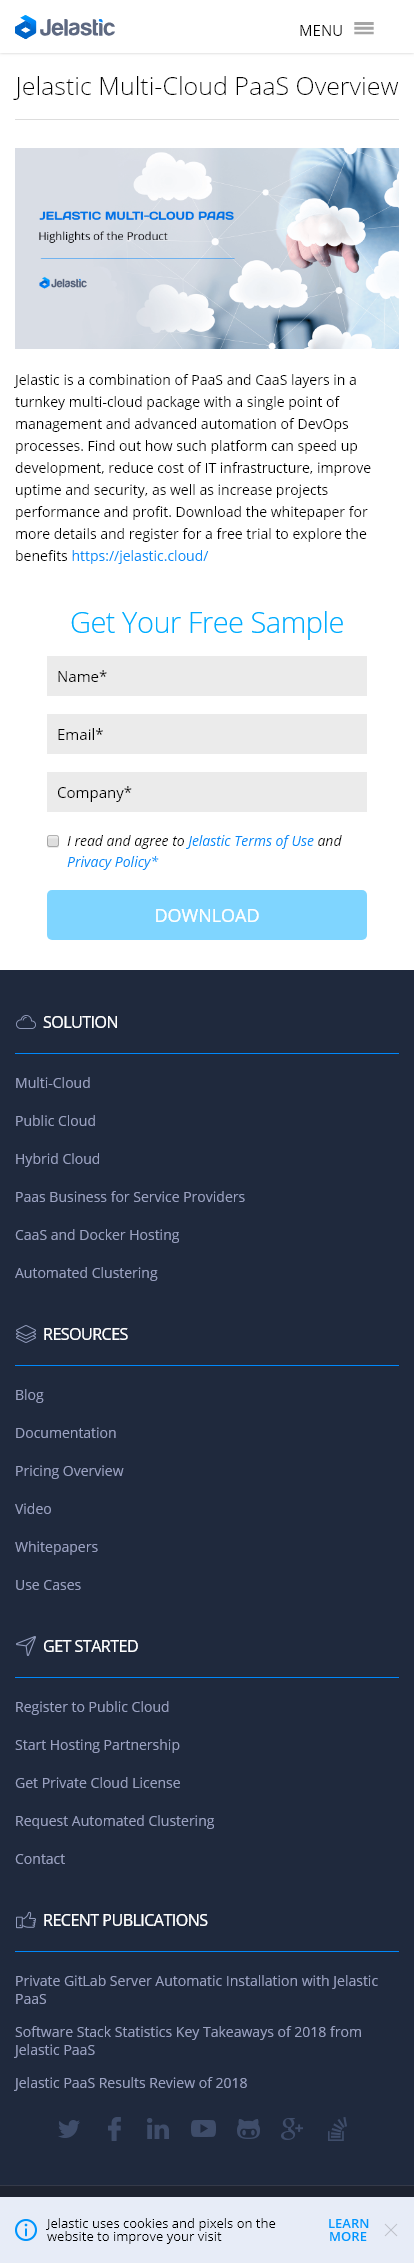 Jelastic
MENU
Jelastic Multi-Cloud PaaS Overview
JELASTIC MULTI-CLOUD PAAS
Highlights of the Product
Jelastic
Jelastic is a combination of PaaS and CaaS layers in a
turnkey multi-cloud package with a single point of
management and advanced automation of DevOps
processes. Find out how such platform can speed up
development, reduce cost of IT infrastructure, improve
uptime and security, as well as increase projects
performance and profit. Download the whitepaper for
more details and register for a free trial to explore the
benefits https://jelastic.cloud/
Get Your Free Sample
Name*
Email*
Company*
I read and agree to Jelastic Terms of Use and
Privacy Policy*
DOWNLOAD
SOLUTION
Multi-Cloud
Public Cloud
Hybrid Cloud
Paas Business for Service Providers
CaaS and Docker Hosting
Automated Clustering
RESOURCES
Blog
Documentation
Pricing Overview
Video
Whitepapers
Use Cases
GET STARTED
Register to Public Cloud
Start Hosting Partnership
Get Private Cloud License
Request Automated Clustering
Contact
RECENT PUBLICATIONS
Private GitLab Server Automatic Installation with Jelastic
PaaS
Software Stack Statistics Key Takeaways of 2018 from
Jelastic PaaS
Jelastic PaaS Results Review of 2018
Jelastic uses cookies and pixels on the
website to improve your visit
LEARN
MORE